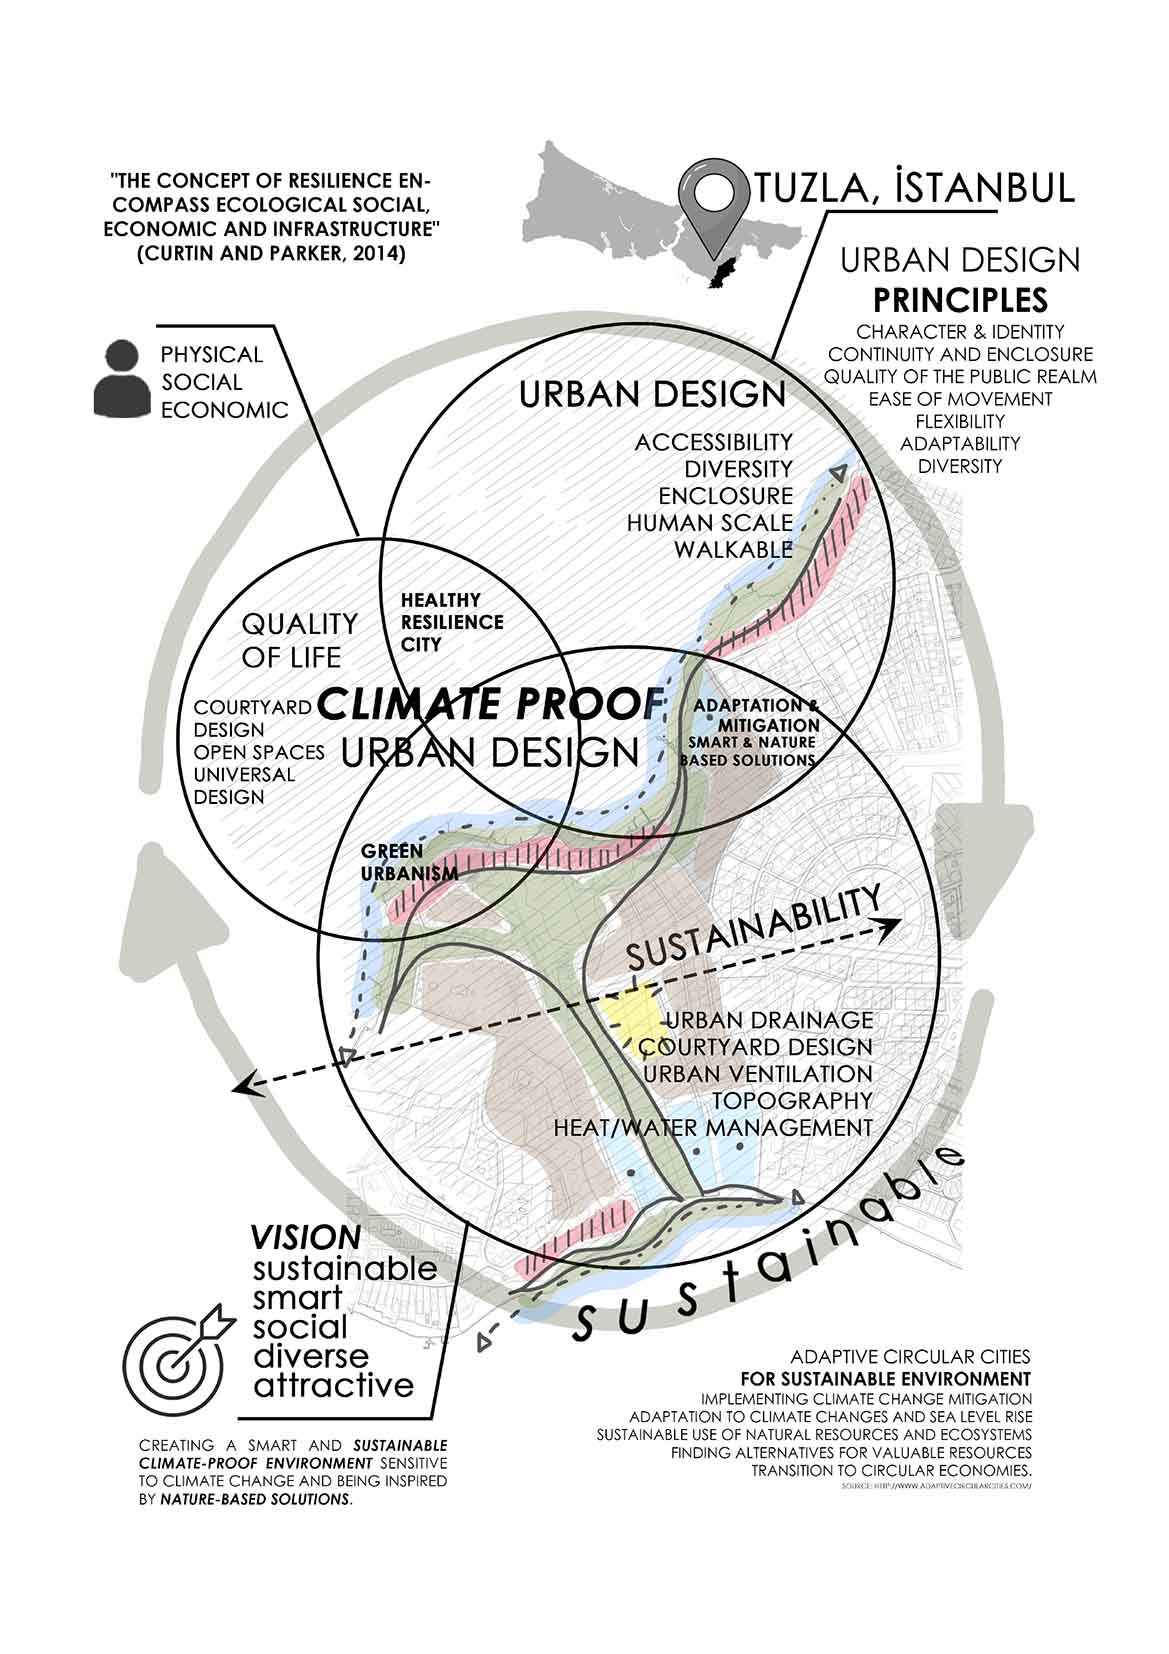 "THE CONCEPT OF RESILIENCE EN-
COMPASS ECOLOGICAL SOCIAL,
ECONOMIC AND INFRASTRUCTURE"
(CURTIN AND PARKER, 2014)
TUZLA, İSTANBUL
URBAN DESIGN
PRINCIPLES
CHARACTER & IDENTITY
CONTINUITY AND ENCLOSURE
QUALITY OF THE PUBLIC REALM
EASE OF MOVEMENT
FLEXIBILITY
ADAPTABILITY
DIVERSITY
PHYSICAL
SOCIAL
ECONOMIC
URBAN DESIGN
ACCESSIBILITY
DIVERSITY
ENCLOSURE
HUMAN SCALE
WALKABLE
HEALTHY
RESILIENCE
CITY
QUALITY
OF LIFE
COURTYARD
DESIGN
OPEN SPACES
UNIVERSAL
DESIGN
CLIMATE PROOF
URBAN DESIGN
ADAPTATION &
MITIGATION
SMART & NATURE
BASED SOLUTIONS
GREEN
URBANISM
SUSTAINABILITY
URBAN DRAINAGE
COURTYARD DESIGN
URBAN VENTILATION
TOPOGRAPHY
HEAT/WATER MANAGEMENT
sustainable
VISION
sustainable
smart
social
diverse
attractive
CREATING A SMART AND SUSTAINABLE
CLIMATE-PROOF ENVIRONMENT SENSITIVE
TO CLIMATE CHANGE AND BEING INSPIRED
BY NATURE-BASED SOLUTIONS.
ADAPTIVE CIRCULAR CITIES
FOR SUSTAINABLE ENVIRONMENT
IMPLEMENTING CLIMATE CHANGE MITIGATION
ADAPTATION TO CLIMATE CHANGES AND SEA LEVEL RISE
SUSTAINABLE USE OF NATURAL RESOURCES AND ECOSYSTEMS
FINDING ALTERNATIVES FOR VALUABLE RESOURCES
TRANSITION TO CIRCULAR ECONOMIES.
SOURCE: HTTP://WWW.ADAPTIVECIRCULARCITIES.COM/